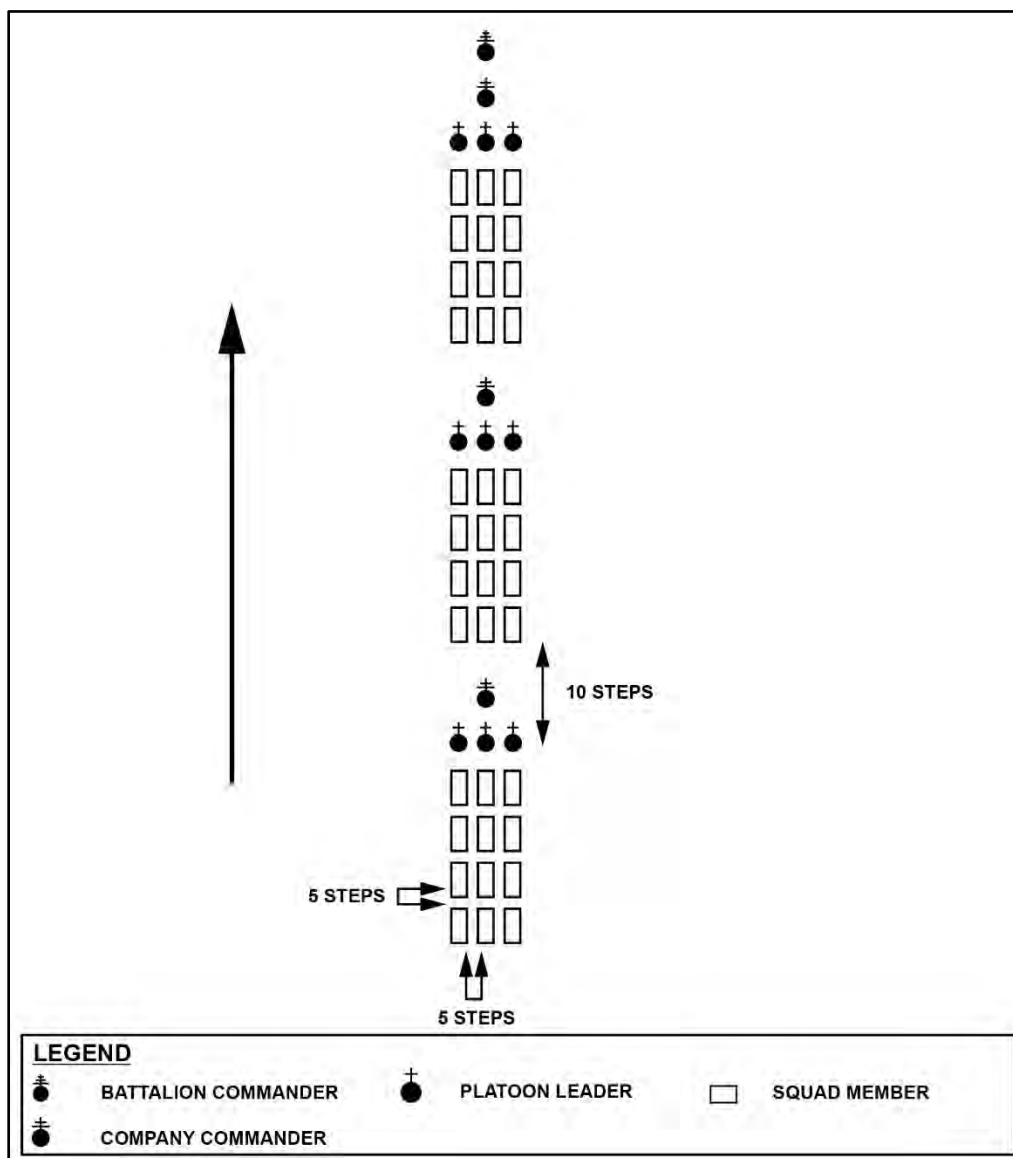 10 STEPS
5 STEPS
5 STEPS
LEGEND
BATTALION COMMANDER
PLATOON LEADER
SQUAD MEMBER
COMPANY COMMANDER